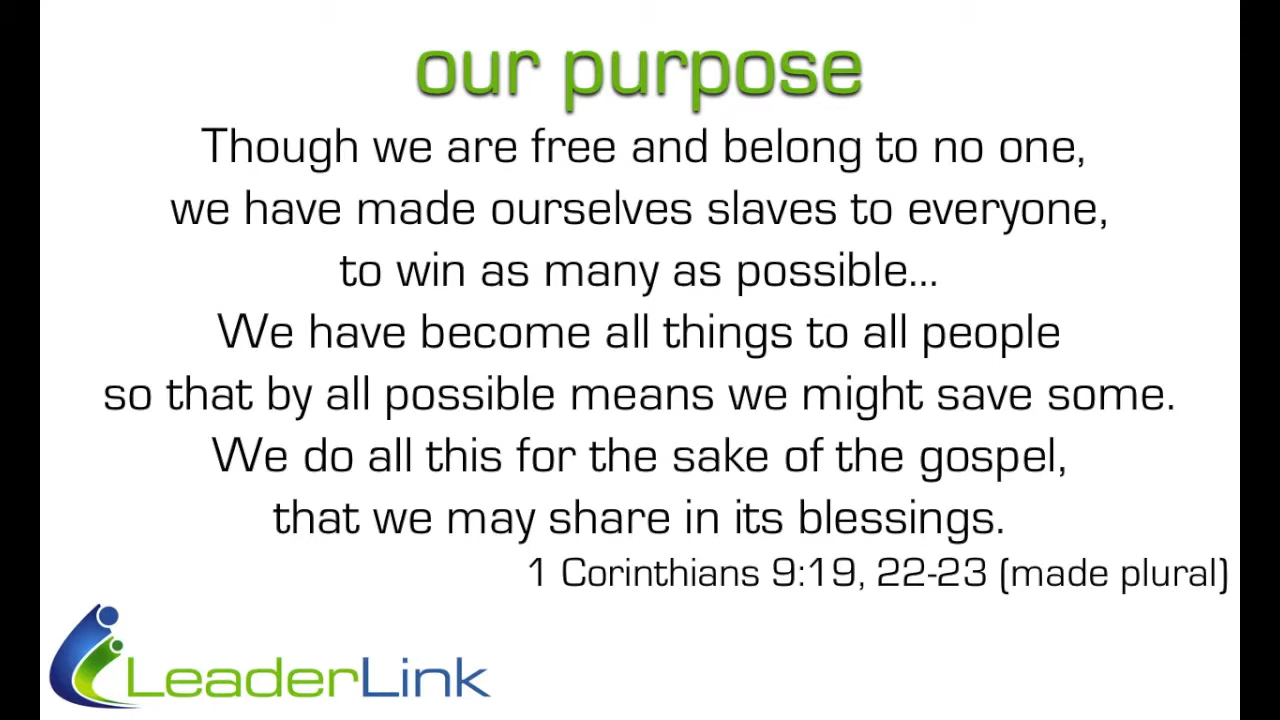 our purpose
Though we are free and belong to no one,
we have made ourselves slaves to everyone,
to win as many as possible...
We have become all things to all people
so that by all possible means we might save some.
We do all this for the sake of the gospel,
that we may share in its blessings.
1 Corinthians 9:19, 22-23 (made plural)
LeaderLink